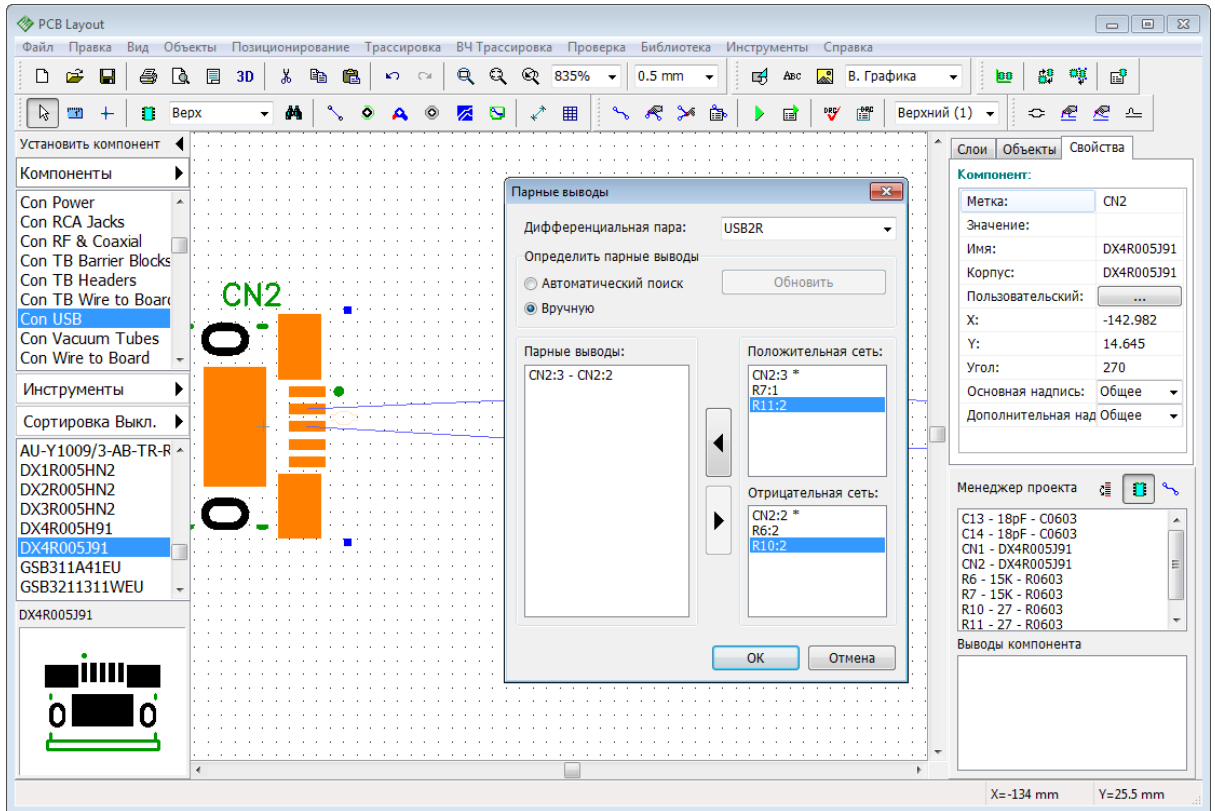 PCB Layout
Файл Правка Вид Объекты Позиционирование Трассировка ВЧ Трассировка Проверка Библиотека Инструменты Справка
3D 835% 0.5 mm ABC В. Графика
Верх DRC DRC Верхний (1)
Установить компонент
Компоненты
Con Power
Con RCA Jacks
Con RF & Coaxial
Con TB Barrier Blocks
Con TB Headers
Con TB Wire to Board
Con USB
Con Vacuum Tubes
Con Wire to Board
Инструменты
Сортировка Выкл.
AU-Y1009/3-AB-TR-R
DX1R005HN2
DX2R005HN2
DX3R005HN2
DX4R005H91
DX4R005J91
GSB311A41EU
GSB3211311WEU
DX4R005J91
CN2
Парные выводы
Дифференциальная пара: USB2R
Определить парные выводы
Автоматический поиск
Обновить
Вручную
Парные выводы:
CN2:3 - CN2:2
Положительная сеть:
CN2:3 *
R7:1
R11:2
Отрицательная сеть:
CN2:2 *
R6:2
R10:2
OK Отмена
Слои Объекты Свойства
Компонент:
Метка: CN2
Значение:
Имя: DX4R005J91
Корпус: DX4R005J91
Пользовательский: ...
X: -142.982
Y: 14.645
Угол: 270
Основная надпись: Общее
Дополнительная над Общее
Менеджер проекта
C13 - 18pF - C0603
C14 - 18pF - C0603
CN1 - DX4R005J91
CN2 - DX4R005J91
R6 - 15K - R0603
R7 - 15K - R0603
R10 - 27 - R0603
R11 - 27 - R0603
Выводы компонента
X=-134 mm Y=25.5 mm